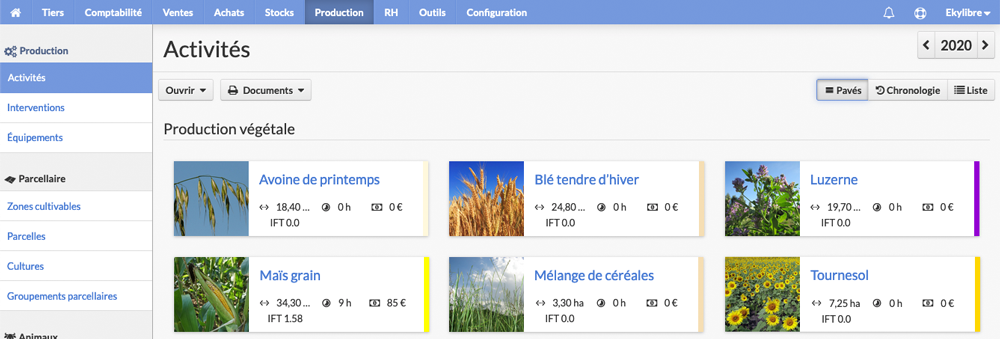 Tiers Comptabilité Ventes Achats Stocks Production RH Outils Configuration Ekylibre
Production
Activités
Interventions
Équipements
Parcellaire
Zones cultivables
Parcelles
Cultures
Groupements parcellaires
Animaux
Activités
2020
Ouvrir Documents
Pavés Chronologie Liste
Production végétale
Avoine de printemps
18,40 ... 0 h 0 €
IFT 0.0
Blé tendre d'hiver
24,80 ... 0 h 0 €
IFT 0.0
Luzerne
19,70 ... 0 h 0 €
IFT 0.0
Maïs grain
34,30 ... 9 h 85 €
IFT 1.58
Mélange de céréales
3,30 ha 0 h 0 €
IFT 0.0
Tournesol
7,25 ha 0 h 0 €
IFT 0.0